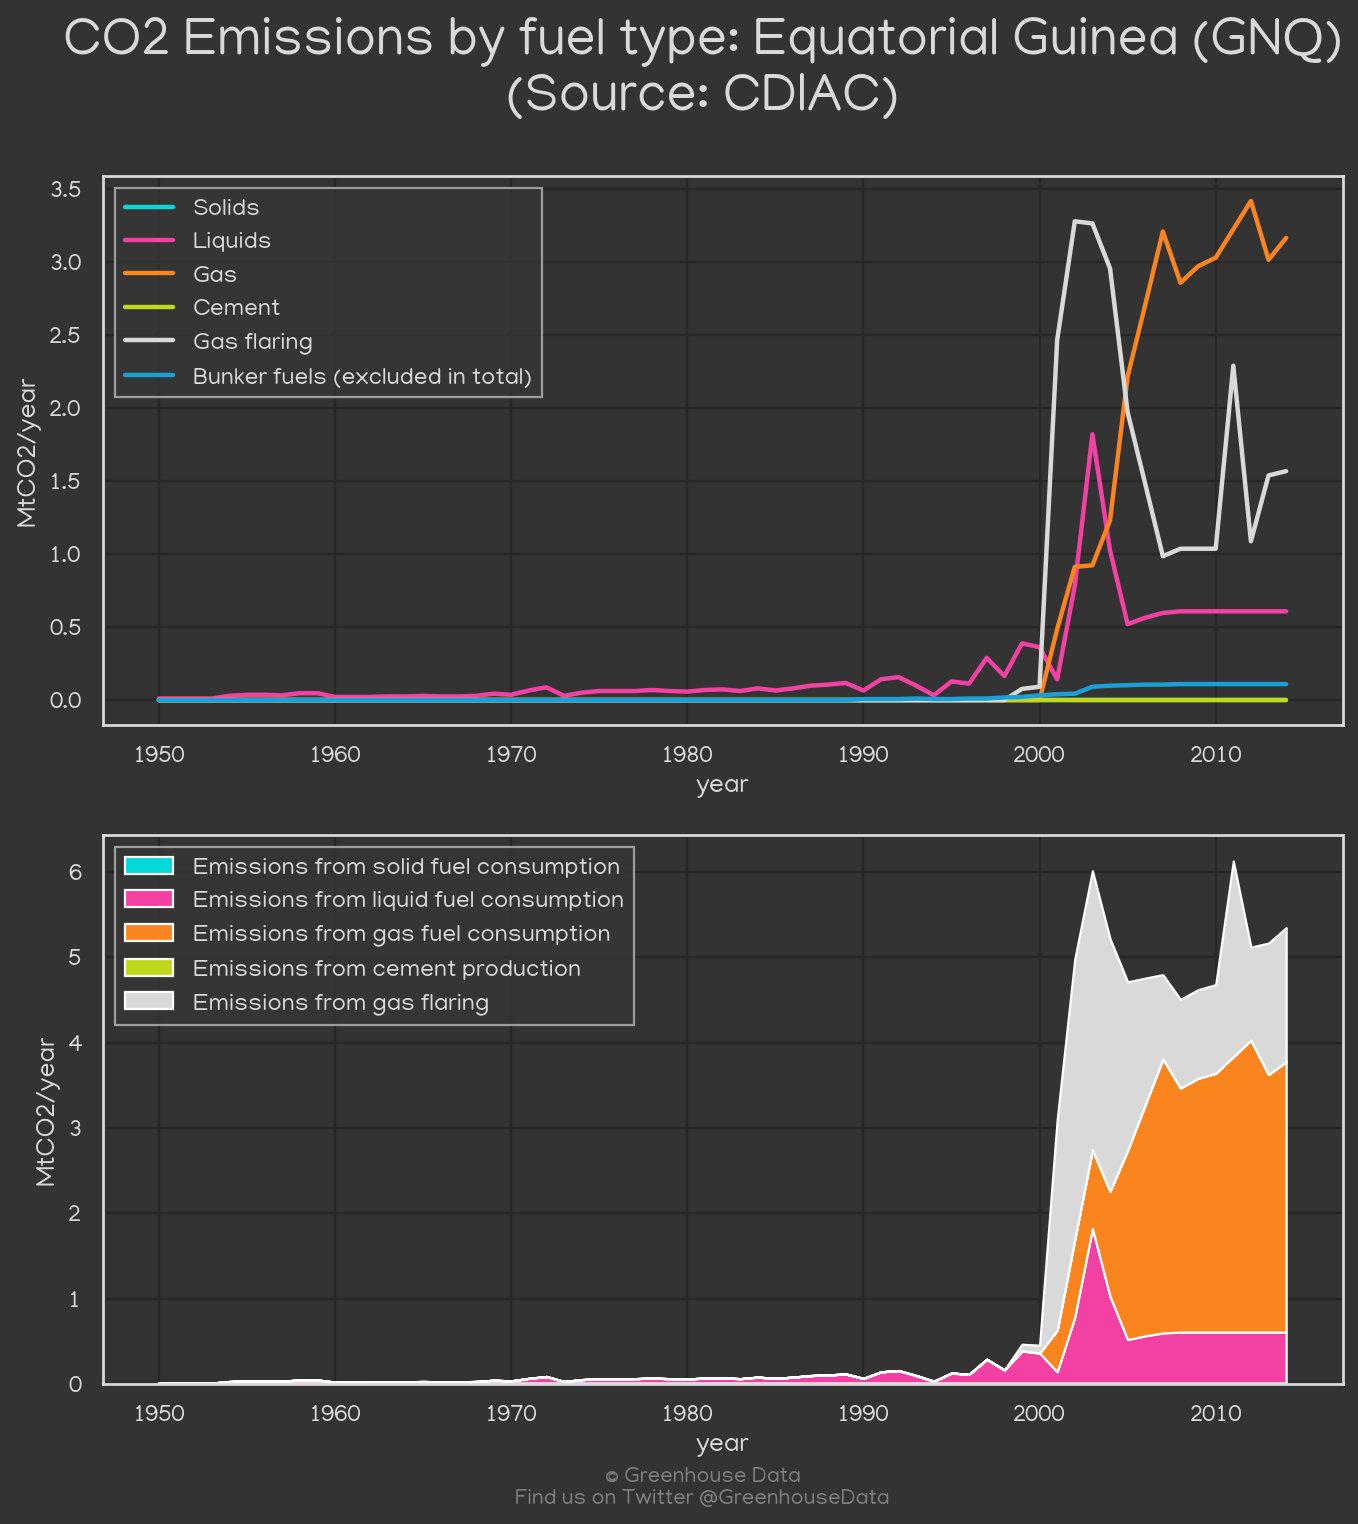 CO2 Emissions by fuel type: Equatorial Guinea (GNQ)
(Source: CDIAC)
3.5
3.0
2.5
2.0
1.5
1.0
0.5
0.0
MtCO2/year
Solids
Liquids
Gas
Cement
Gas flaring
Bunker fuels (excluded in total)
1950 1960 1970 1980 1990 2000 2010
year
6
5
4
3
2
1
0
MtCO2/year
Emissions from solid fuel consumption
Emissions from liquid fuel consumption
Emissions from gas fuel consumption
Emissions from cement production
Emissions from gas flaring
1950 1960 1970 1980 1990 2000 2010
year
© Greenhouse Data
Find us on Twitter @GreenhouseData